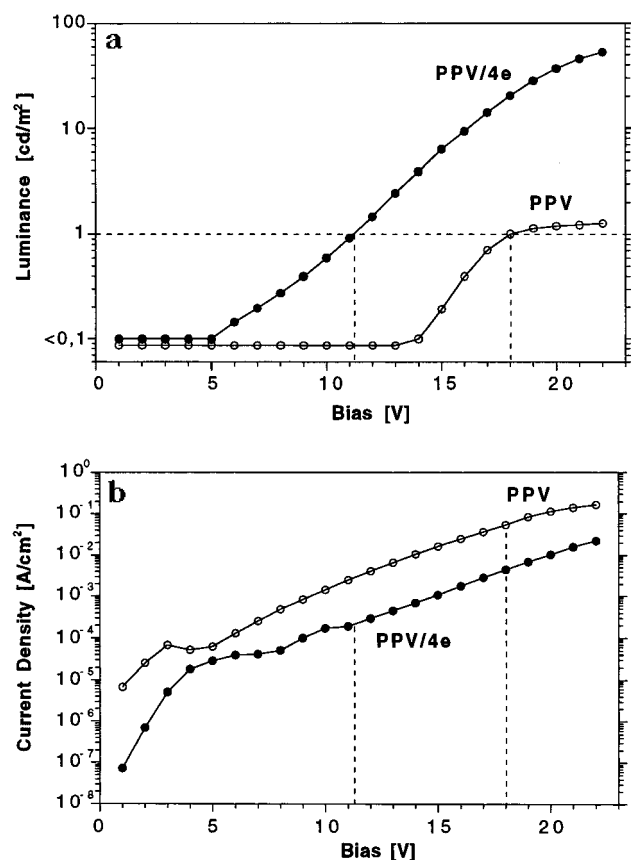 a
100
10
1
<0,1
Luminance [cd/m²]
PPV/4e
PPV
0 5 10 15 20
Bias [V]
b
10⁰
10⁻¹
10⁻²
10⁻³
10⁻⁴
10⁻⁵
10⁻⁶
10⁻⁷
10⁻⁸
Current Density [A/cm²]
PPV
PPV/4e
0 5 10 15 20
Bias [V]